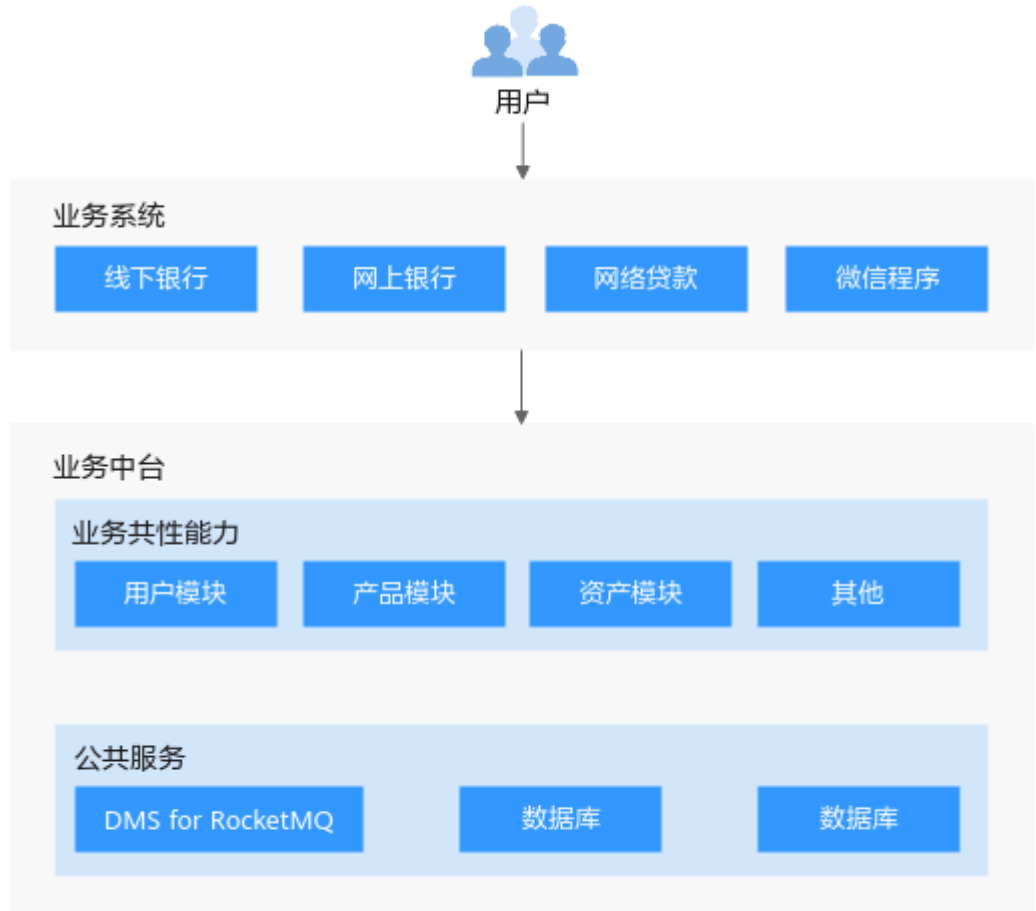 用户
业务系统
线下银行 网上银行 网络贷款 微信程序
业务中台
业务共性能力
用户模块 产品模块 资产模块 其他
公共服务
DMS for RocketMQ 数据库 数据库